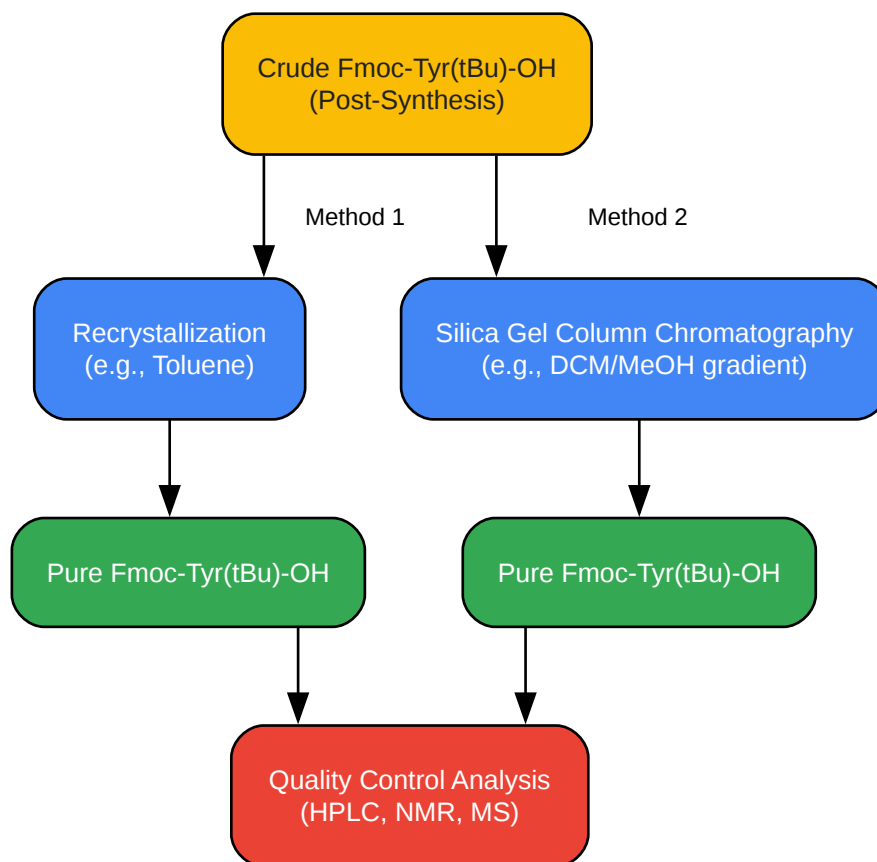 Crude Fmoc-Tyr(tBu)-OH
(Post-Synthesis)
Method 1
Method 2
Recrystallization
(e.g., Toluene)
Silica Gel Column Chromatography
(e.g., DCM/MeOH gradient)
Pure Fmoc-Tyr(tBu)-OH
Pure Fmoc-Tyr(tBu)-OH
Quality Control Analysis
(HPLC, NMR, MS)